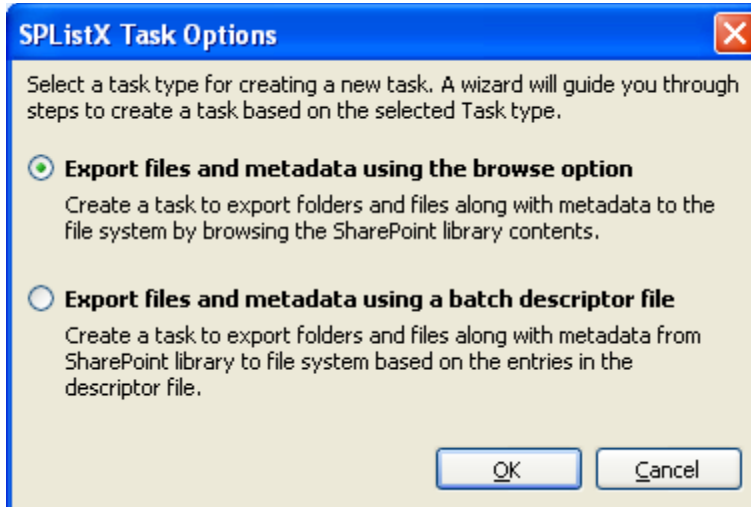 SPListX Task Options
Select a task type for creating a new task. A wizard will guide you through
steps to create a task based on the selected Task type.
Export files and metadata using the browse option
Create a task to export folders and files along with metadata to the
file system by browsing the SharePoint library contents.
Export files and metadata using a batch descriptor file
Create a task to export folders and files along with metadata from
SharePoint library to file system based on the entries in the
descriptor file.
OK
Cancel